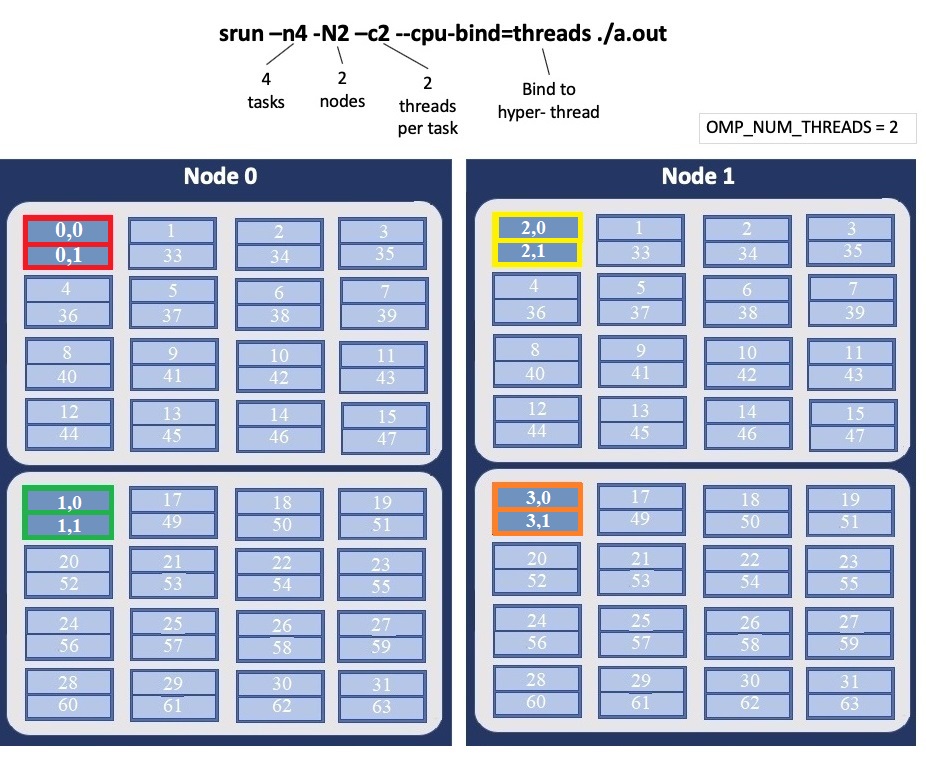 srun –n4 -N2 –c2 --cpu-bind=threads ./a.out
4
tasks
2
nodes
2
threads
per task
Bind to
hyper- thread
OMP_NUM_THREADS = 2
Node 0
0,0 1 2 3
0,1 33 34 35
4 5 6 7
36 37 38 39
8 9 10 11
40 41 42 43
12 13 14 15
44 45 46 47
1,0 17 18 19
1,1 49 50 51
20 21 22 23
52 53 54 55
24 25 26 27
56 57 58 59
28 29 30 31
60 61 62 63
Node 1
2,0 1 2 3
2,1 33 34 35
4 5 6 7
36 37 38 39
8 9 10 11
40 41 42 43
12 13 14 15
44 45 46 47
3,0 17 18 19
3,1 49 50 51
20 21 22 23
52 53 54 55
24 25 26 27
56 57 58 59
28 29 30 31
60 61 62 63